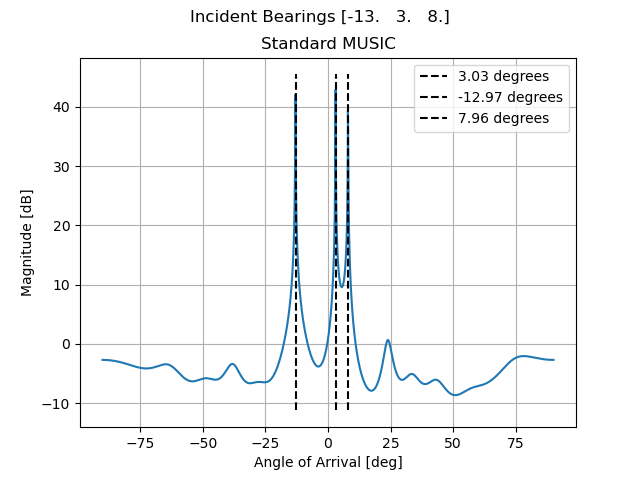 Incident Bearings [-13.   3.   8.]
Standard MUSIC
3.03 degrees
-12.97 degrees
7.96 degrees
Magnitude [dB]
40
30
20
10
0
−10
−75
−50
−25
0
25
50
75
Angle of Arrival [deg]